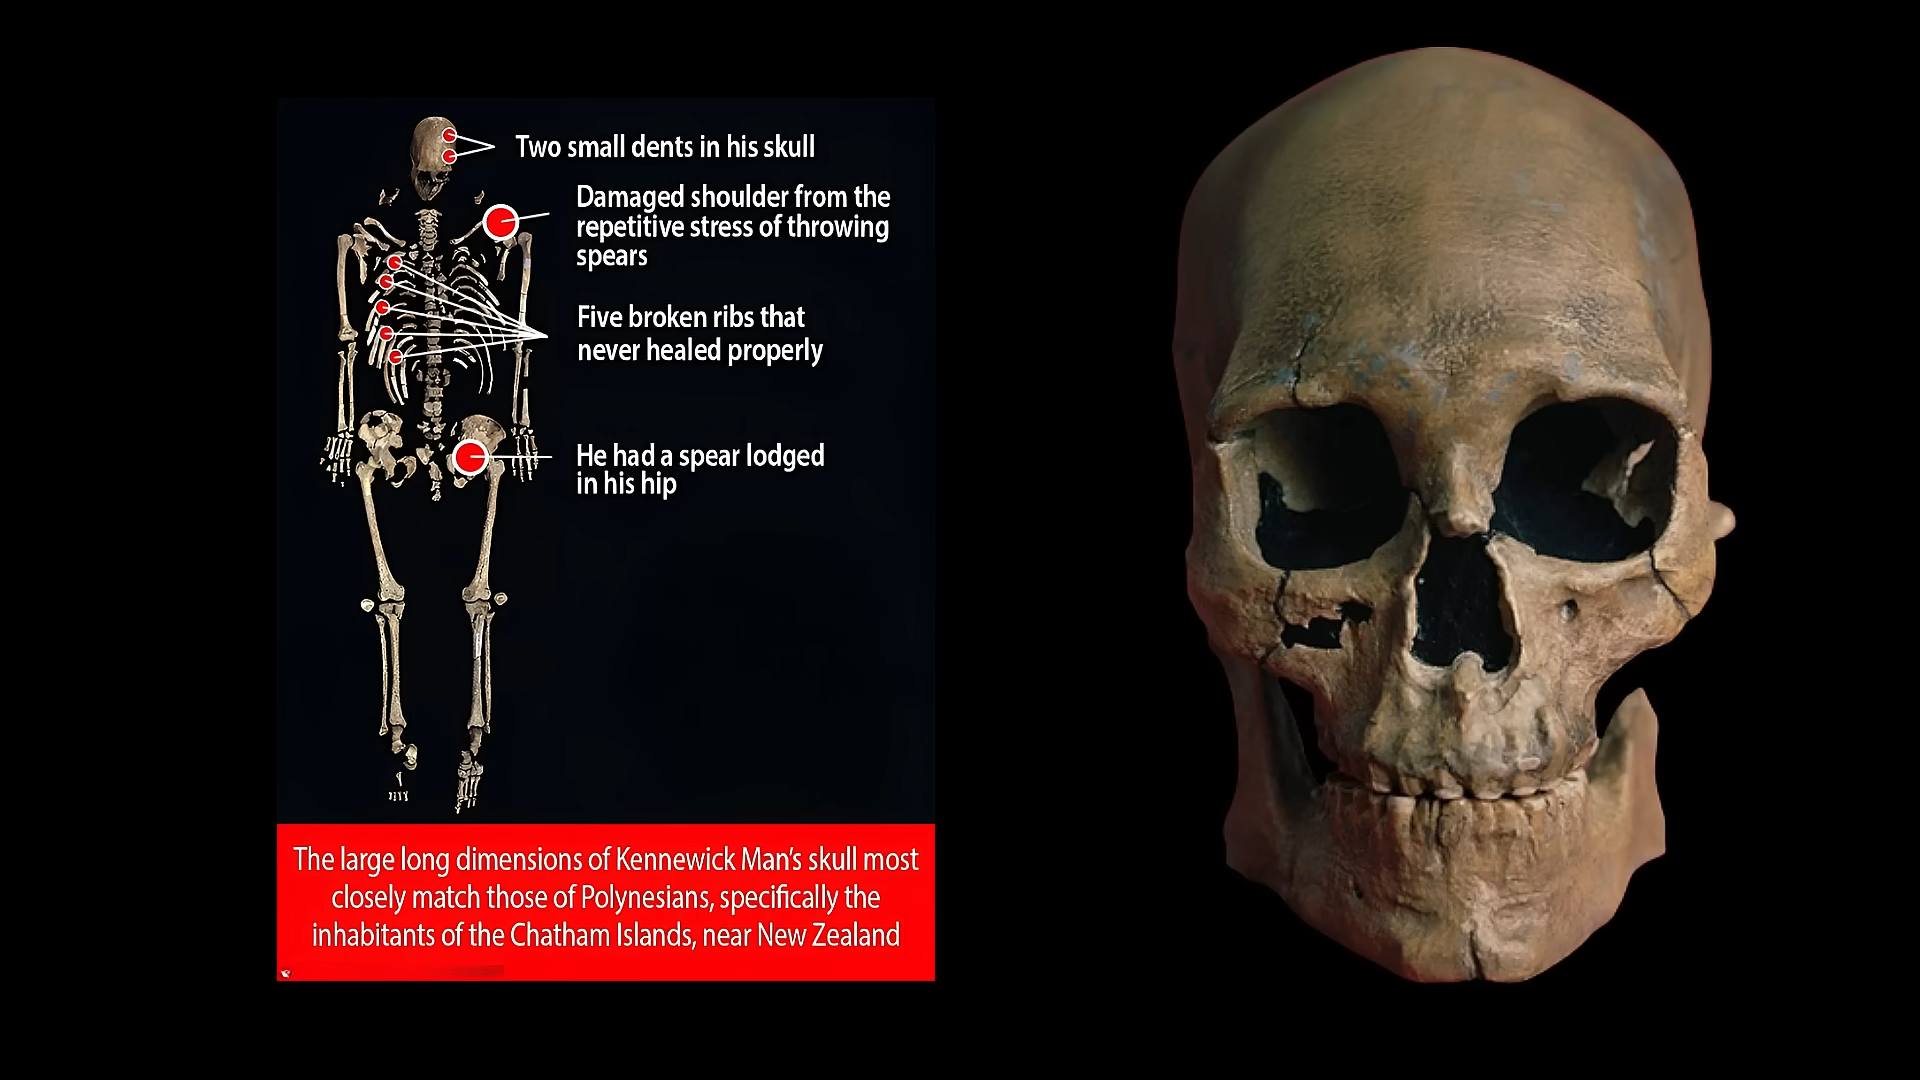 Two small dents in his skull
Damaged shoulder from the
repetitive stress of throwing
spears
Five broken ribs that
never healed properly
He had a spear lodged
in his hip
The large long dimensions of Kennewick Man's skull most
closely match those of Polynesians, specifically the
inhabitants of the Chatham Islands, near New Zealand